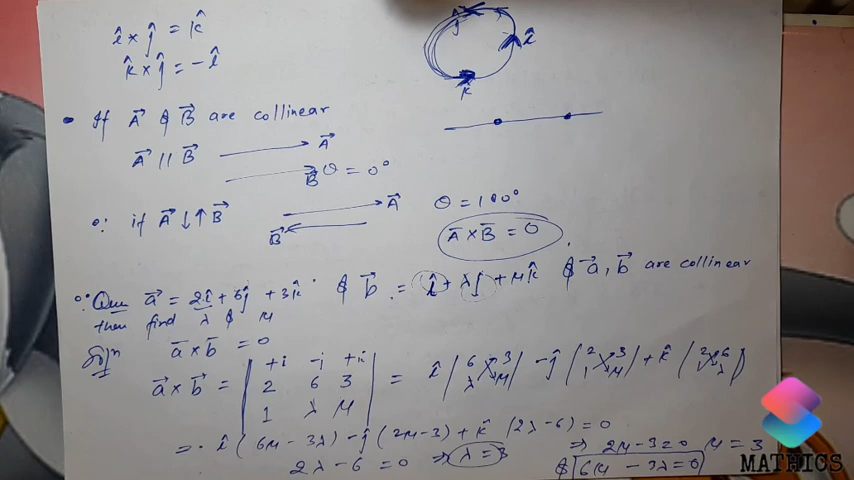 î × ĵ = k̂
k̂ × ĵ = -î
ĵ
î
k̂
• If A⃗ & B⃗ are collinear
A⃗ || B⃗ A⃗
B⃗ θ = 0°
if A⃗ ↓↑ B⃗ A⃗ θ = 180°
B⃗ A̅ × B̅ = 0
Que a⃗ = 2î + 6ĵ + 3k̂ & b⃗ = î + λĵ + μk̂ & a⃗, b⃗ are collinear
then find λ & μ
Soln a̅ × b̅ = 0
a⃗ × b⃗ = | +i -j +k | = î | 6 3 | - ĵ | 2 3 | + k̂ | 2 6 |
| 2 6 3 | | λ μ | | 1 μ | | 1 λ |
| 1 λ μ |
=> î (6μ - 3λ) - ĵ (2μ - 3) + k̂ (2λ - 6) = 0
2λ - 6 = 0 => λ = 3
=> 2μ - 3 = 0 μ = 3
& 6μ - 3λ = 0
MATHICS